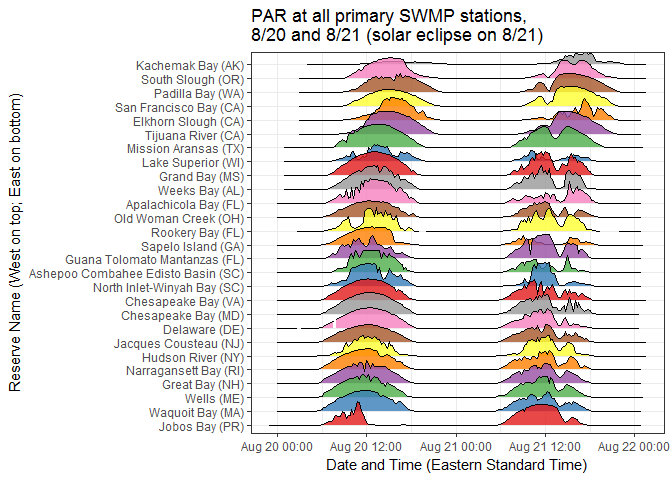 PAR at all primary SWMP stations,
8/20 and 8/21 (solar eclipse on 8/21)
Reserve Name (West on top; East on bottom)
Kachemak Bay (AK)
South Slough (OR)
Padilla Bay (WA)
San Francisco Bay (CA)
Elkhorn Slough (CA)
Tijuana River (CA)
Mission Aransas (TX)
Lake Superior (WI)
Grand Bay (MS)
Weeks Bay (AL)
Apalachicola Bay (FL)
Old Woman Creek (OH)
Rookery Bay (FL)
Sapelo Island (GA)
Guana Tolomato Mantanzas (FL)
Ashepoo Combahee Edisto Basin (SC)
North Inlet-Winyah Bay (SC)
Chesapeake Bay (VA)
Chesapeake Bay (MD)
Delaware (DE)
Jacques Cousteau (NJ)
Hudson River (NY)
Narragansett Bay (RI)
Great Bay (NH)
Wells (ME)
Waquoit Bay (MA)
Jobos Bay (PR)
Aug 20 00:00 Aug 20 12:00 Aug 21 00:00 Aug 21 12:00 Aug 22 00:00
Date and Time (Eastern Standard Time)